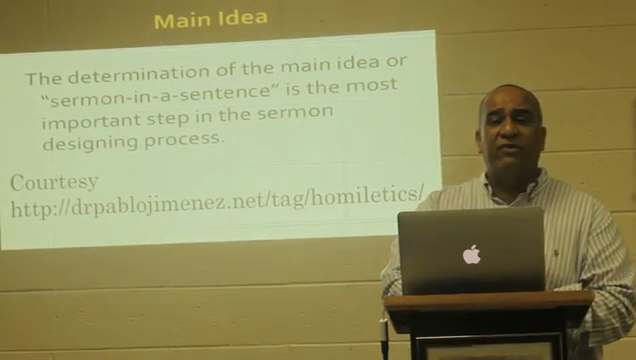 Main Idea
The determination of the main idea or
“sermon-in-a-sentence” is the most
important step in the sermon
designing process.
Courtesy
http://drpablojimenez.net/tag/homiletics/